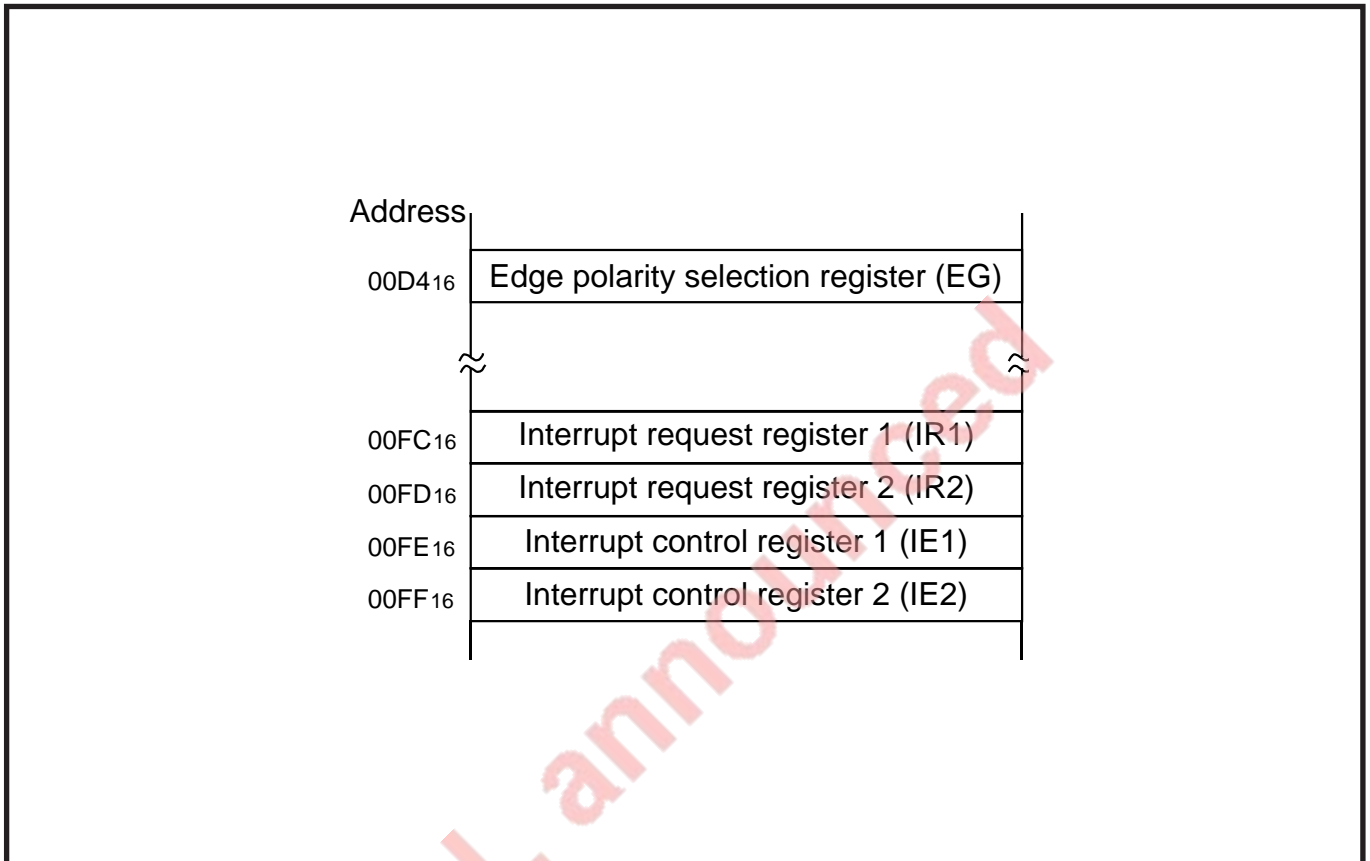 Address
00D416 Edge polarity selection register (EG)
00FC16 Interrupt request register 1 (IR1)
00FD16 Interrupt request register 2 (IR2)
00FE16 Interrupt control register 1 (IE1)
00FF16 Interrupt control register 2 (IE2)
announced